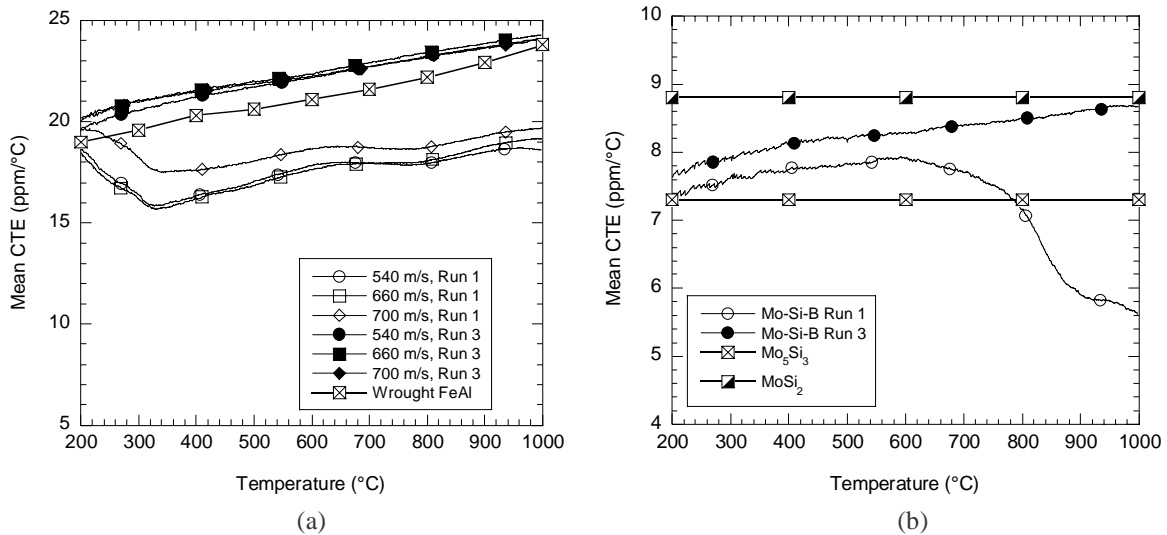 25
20
15
10
5
Mean CTE (ppm/°C)
200 300 400 500 600 700 800 900 1000
Temperature (°C)
540 m/s, Run 1
660 m/s, Run 1
700 m/s, Run 1
540 m/s, Run 3
660 m/s, Run 3
700 m/s, Run 3
Wrought FeAl
(a)
10
9
8
7
6
5
4
Mean CTE (ppm/°C)
200 300 400 500 600 700 800 900 1000
Temperature (°C)
Mo-Si-B Run 1
Mo-Si-B Run 3
Mo5Si3
MoSi2
(b)